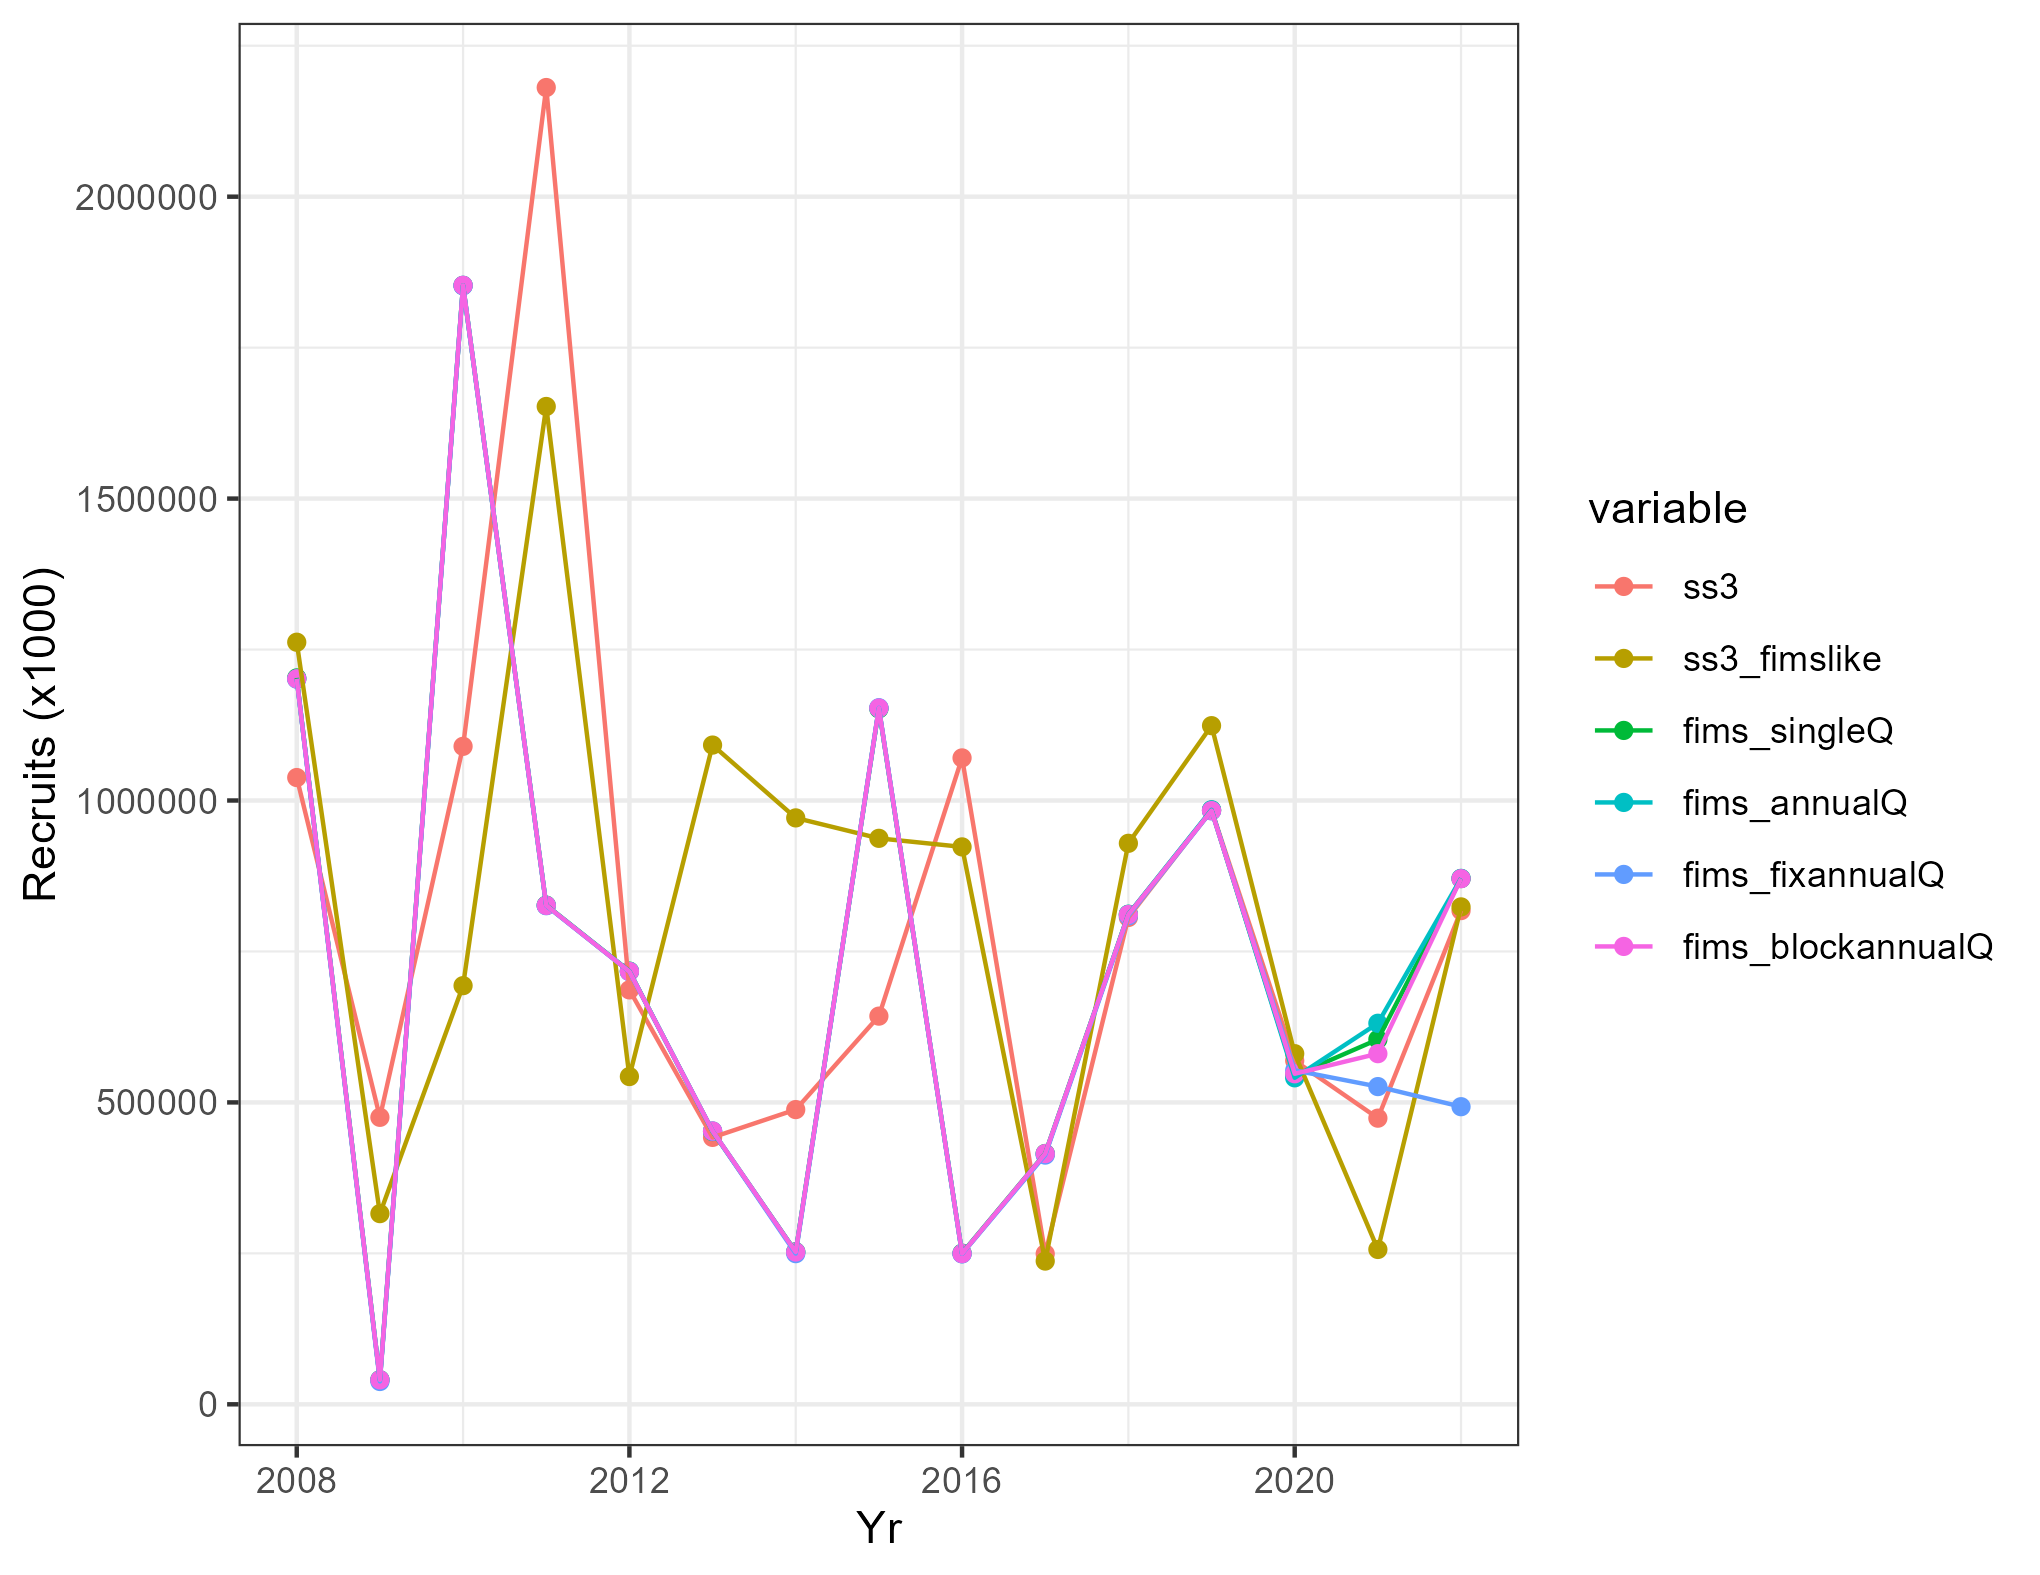 Recruits (x1000)
2000000
1500000
1000000
500000
0
2008
2012
2016
2020
Yr
variable
ss3
ss3_fimslike
fims_singleQ
fims_annualQ
fims_fixannualQ
fims_blockannualQ